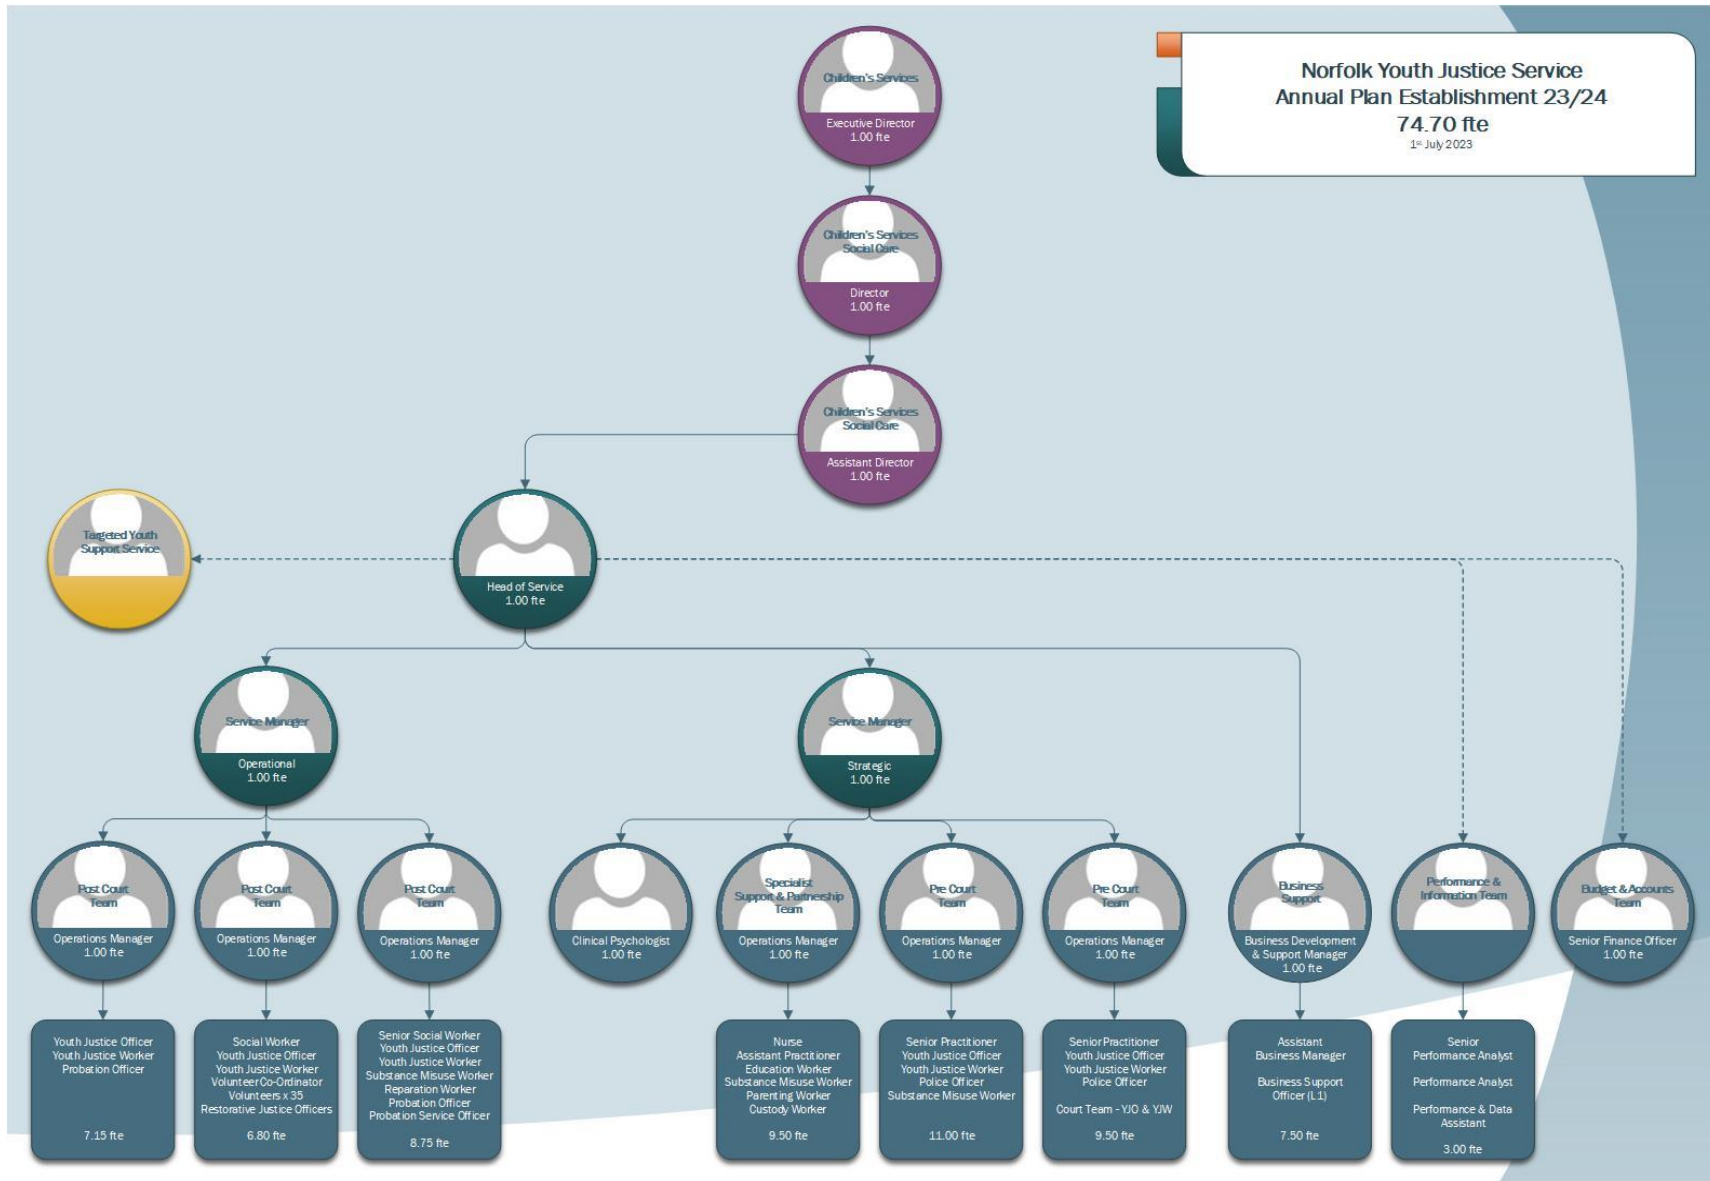 Norfolk Youth Justice Service
Annual Plan Establishment 23/24
74.70 fte
1st July 2023
Children's Services
Executive Director
1.00 fte
Children's Services
Social Care
Director
1.00 fte
Children's Services
Social Care
Assistant Director
1.00 fte
Targeted Youth
Support Service
Head of Service
1.00 fte
Service Manager
Operational
1.00 fte
Service Manager
Strategic
1.00 fte
Post Court
Team
Operations Manager
1.00 fte
Post Court
Team
Operations Manager
1.00 fte
Post Court
Team
Operations Manager
1.00 fte
Clinical Psychologist
1.00 fte
Specialist
Support & Partnership
Team
Operations Manager
1.00 fte
Pre Court
Team
Operations Manager
1.00 fte
Pre Court
Team
Operations Manager
1.00 fte
Business
Support
Business Development
& Support Manager
1.00 fte
Performance &
Information Team
Budget & Accounts
Team
Senior Finance Officer
1.00 fte
Youth Justice Officer
Youth Justice Worker
Probation Officer
7.15 fte
Social Worker
Youth Justice Officer
Youth Justice Worker
Volunteer Co-Ordinator
Volunteers x 35
Restorative Justice Officers
6.80 fte
Senior Social Worker
Youth Justice Officer
Youth Justice Worker
Substance Misuse Worker
Reparation Worker
Probation Officer
Probation Service Officer
8.75 fte
Nurse
Assistant Practitioner
Education Worker
Substance Misuse Worker
Parenting Worker
Custody Worker
9.50 fte
Senior Practitioner
Youth Justice Officer
Youth Justice Worker
Police Officer
Substance Misuse Worker
11.00 fte
Senior Practitioner
Youth Justice Officer
Youth Justice Worker
Police Officer
Court Team - YJO & YJW
9.50 fte
Assistant
Business Manager
Business Support
Officer (L1)
7.50 fte
Senior
Performance Analyst
Performance Analyst
Performance & Data
Assistant
3.00 fte